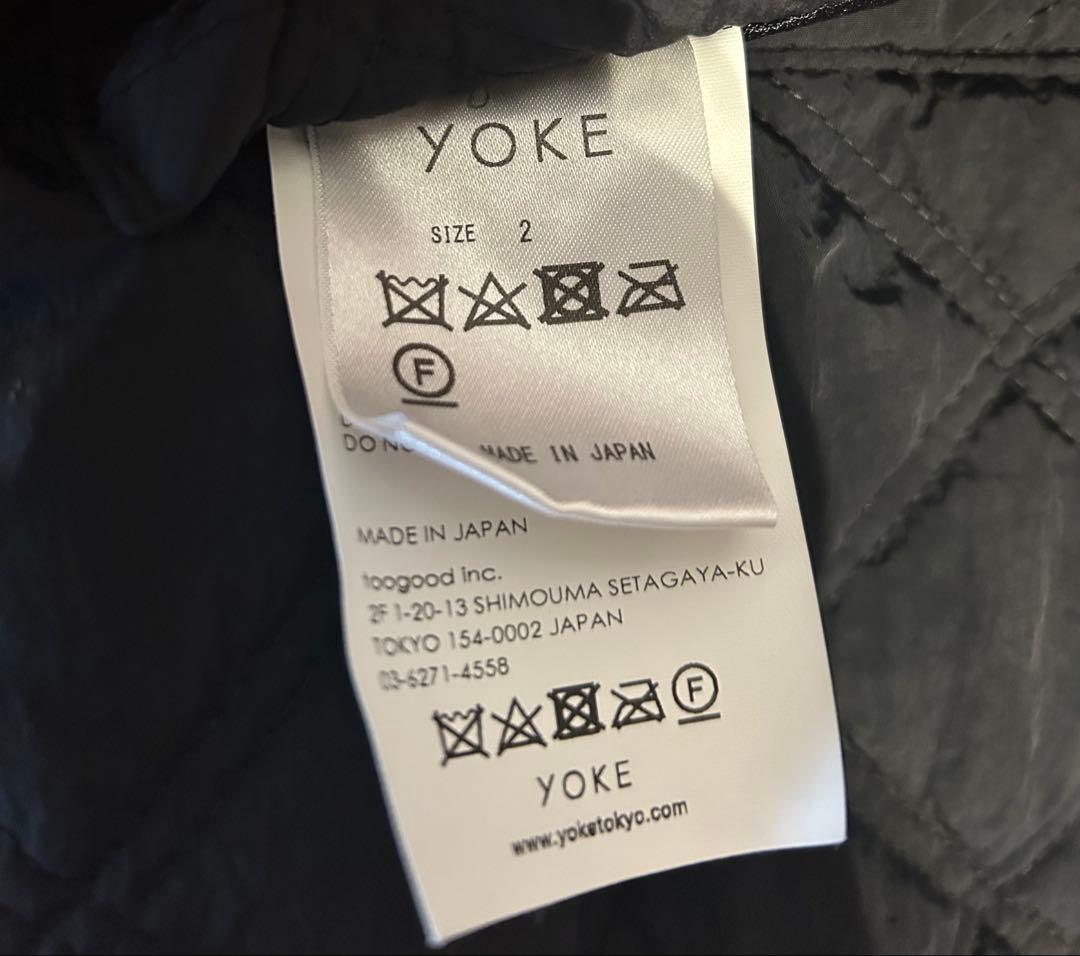 YOKE
SIZE 2
F
DO
MADE IN JAPAN
MADE IN JAPAN
toogood inc.
2F 1-20-13 SHIMOUMA SETAGAYA-KU
TOKYO 154-0002 JAPAN
03-6271-4558
F
YOKE
www.yoketokyo.com